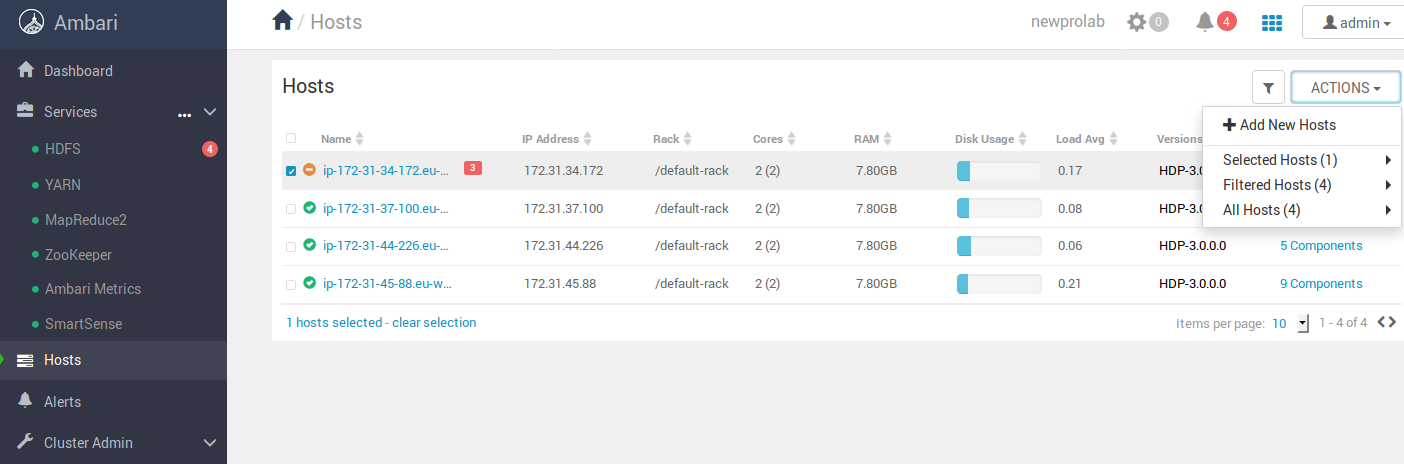 Ambari
Hosts
newprolab
0
4
admin
Dashboard
Services
...
HDFS
4
YARN
MapReduce2
ZooKeeper
Ambari Metrics
SmartSense
Hosts
Alerts
Cluster Admin
Hosts
ACTIONS
Add New Hosts
Selected Hosts (1)
Filtered Hosts (4)
All Hosts (4)
Name IP Address Rack Cores RAM Disk Usage Load Avg Versions
ip-172-31-34-172.eu-... 3 172.31.34.172 /default-rack 2 (2) 7.80GB 0.17 HDP-3.0
ip-172-31-37-100.eu-... 172.31.37.100 /default-rack 2 (2) 7.80GB 0.08 HDP-3.0
ip-172-31-44-226.eu-... 172.31.44.226 /default-rack 2 (2) 7.80GB 0.06 HDP-3.0.0.0 5 Components
ip-172-31-45-88.eu-w... 172.31.45.88 /default-rack 2 (2) 7.80GB 0.21 HDP-3.0.0.0 9 Components
1 hosts selected - clear selection
Items per page: 10 1 - 4 of 4